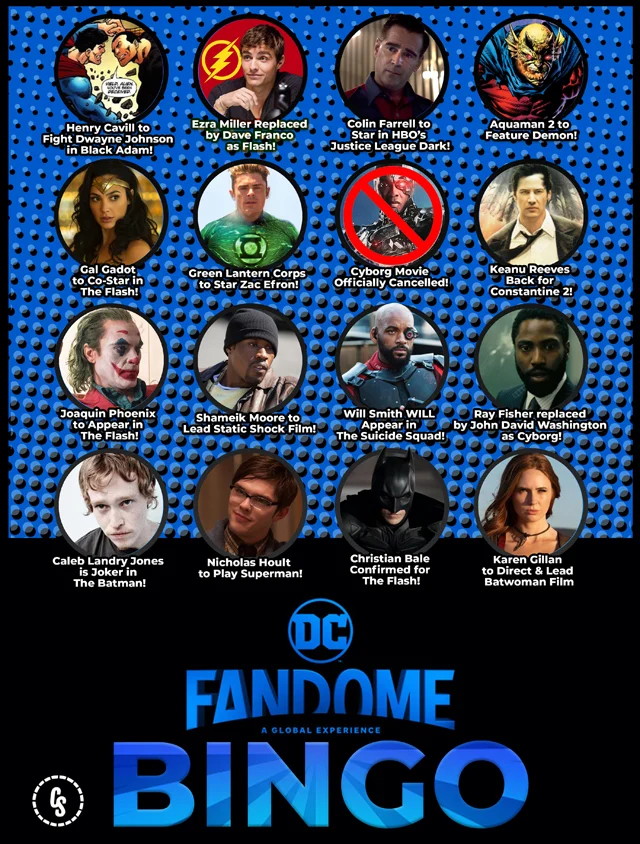 HELD, ALIEN.
YOU'VE BEEN
DECEIVED.
Henry Cavill to
Fight Dwayne Johnson
in Black Adam!
Ezra Miller Replaced
by Dave Franco
as Flash!
Colin Farrell to
Star in HBO's
Justice League Dark!
Aquaman 2 to
Feature Demon!
Gal Gadot
to Co-Star in
The Flash!
Green Lantern Corps
to Star Zac Efron!
Cyborg Movie
Officially Cancelled!
Keanu Reeves
Back for
Constantine 2!
Joaquin Phoenix
to Appear in
The Flash!
Shameik Moore to
Lead Static Shock Film!
Will Smith WILL
Appear in
The Suicide Squad!
Ray Fisher replaced
by John David Washington
as Cyborg!
Caleb Landry Jones
is Joker in
The Batman!
Nicholas Hoult
to Play Superman!
Christian Bale
Confirmed for
The Flash!
Karen Gillan
to Direct & Lead
Batwoman Film
DC
FANDOME
A GLOBAL EXPERIENCE
BINGO
CS